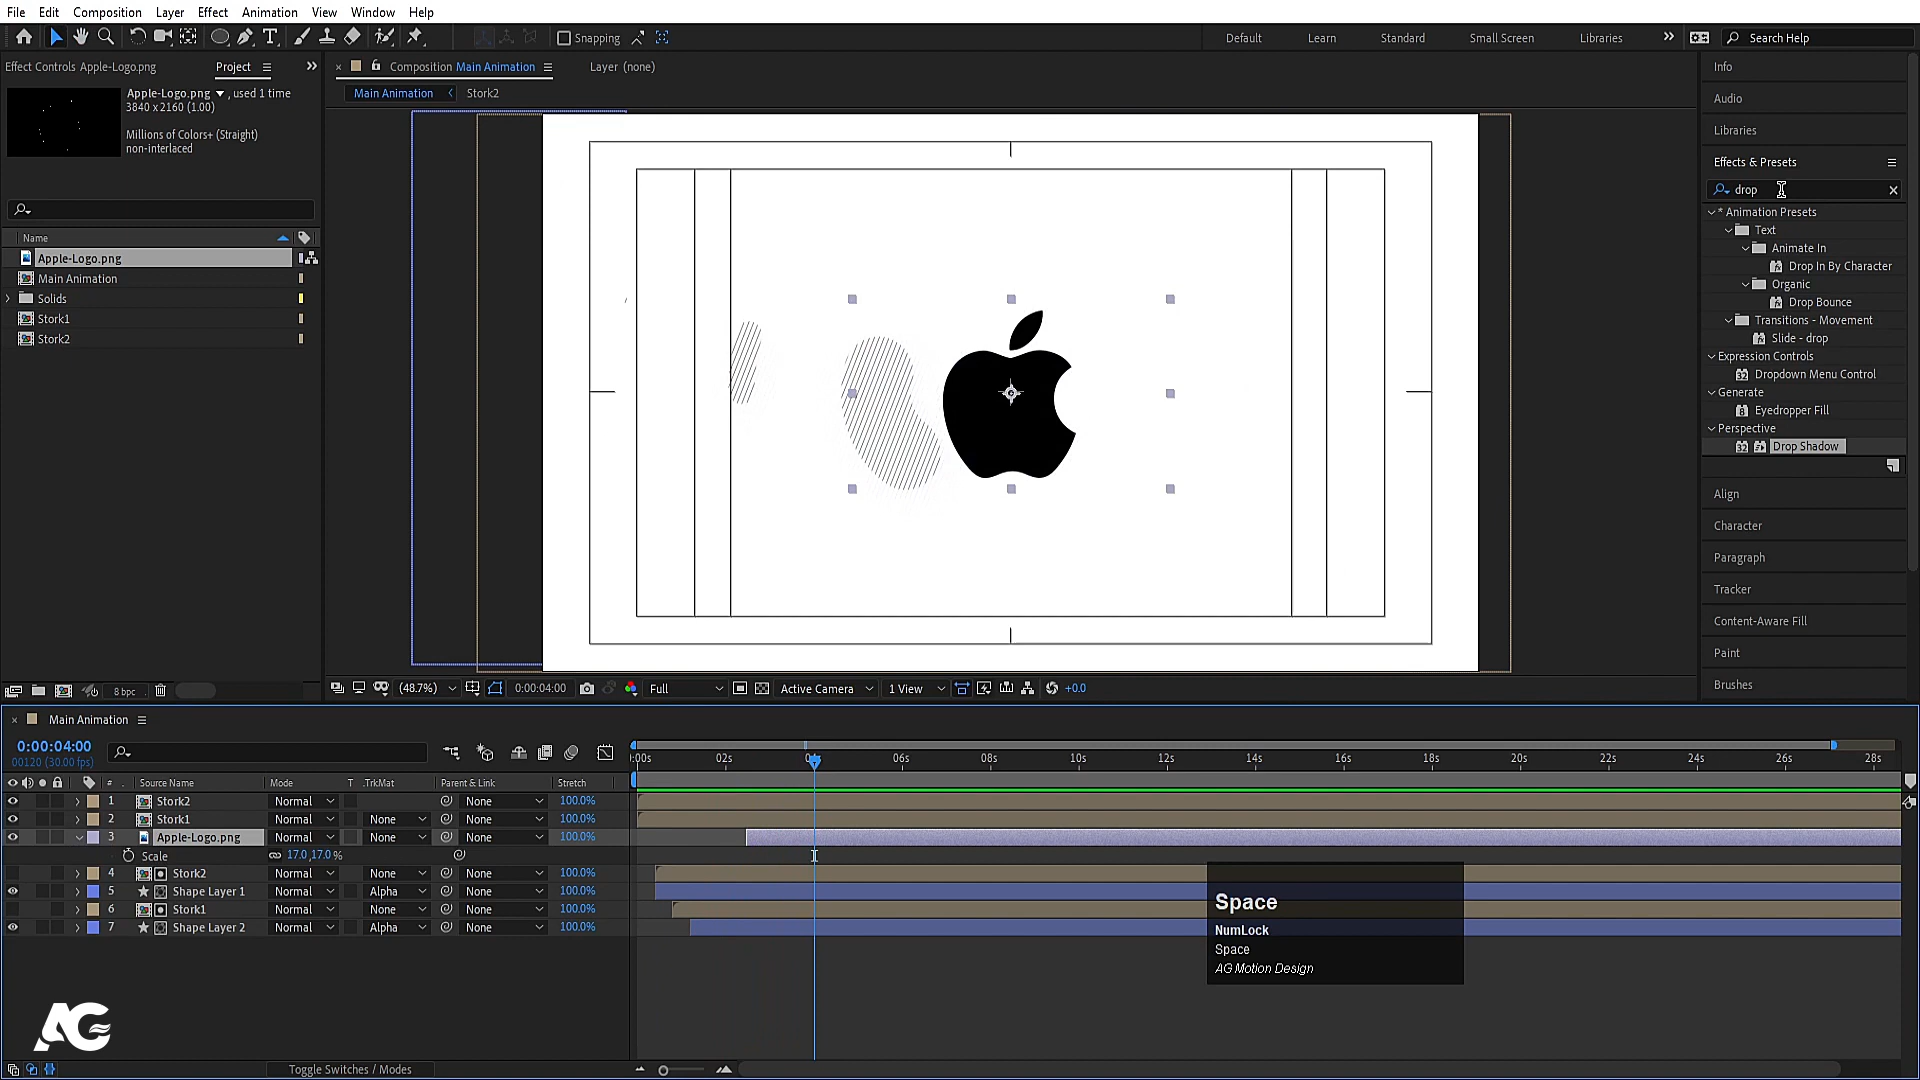 File Edit Composition Layer Effect Animation View Window Help
Snapping Default Learn Standard Small Screen Libraries Search Help
Effect Controls Apple-Logo.png Project
Apple-Logo.png , used 1 time
3840 x 2160 (1.00)
Millions of Colors+ (Straight)
non-interlaced
Name
Apple-Logo.png
Main Animation
Solids
Stork1
Stork2
8 bpc
Composition Main Animation Layer (none)
Main Animation Stork2
(48.7%) 0:00:04:00 Full Active Camera 1 View +0.0
Info
Audio
Libraries
Effects & Presets
drop
* Animation Presets
Text
Animate In
Drop In By Character
Organic
Drop Bounce
Transitions - Movement
Slide - drop
Expression Controls
32 Dropdown Menu Control
Generate
8 Eyedropper Fill
Perspective
32 Drop Shadow
Align
Character
Paragraph
Tracker
Content-Aware Fill
Paint
Brushes
Main Animation
0:00:04:00
00120 (30.00 fps)
:00s 02s 06s 08s 10s 12s 14s 16s 18s 20s 22s 24s 26s 28s
# Source Name Mode T .TrkMat Parent & Link Stretch
1 Stork2 Normal None 100.0%
2 Stork1 Normal None None 100.0%
3 Apple-Logo.png Normal None None 100.0%
Scale 17.0,17.0 %
4 Stork2 Normal None None 100.0%
5 Shape Layer 1 Normal Alpha None 100.0%
6 Stork1 Normal None None 100.0%
7 Shape Layer 2 Normal Alpha None 100.0%
Space
NumLock
Space
AG Motion Design
AG
Toggle Switches / Modes